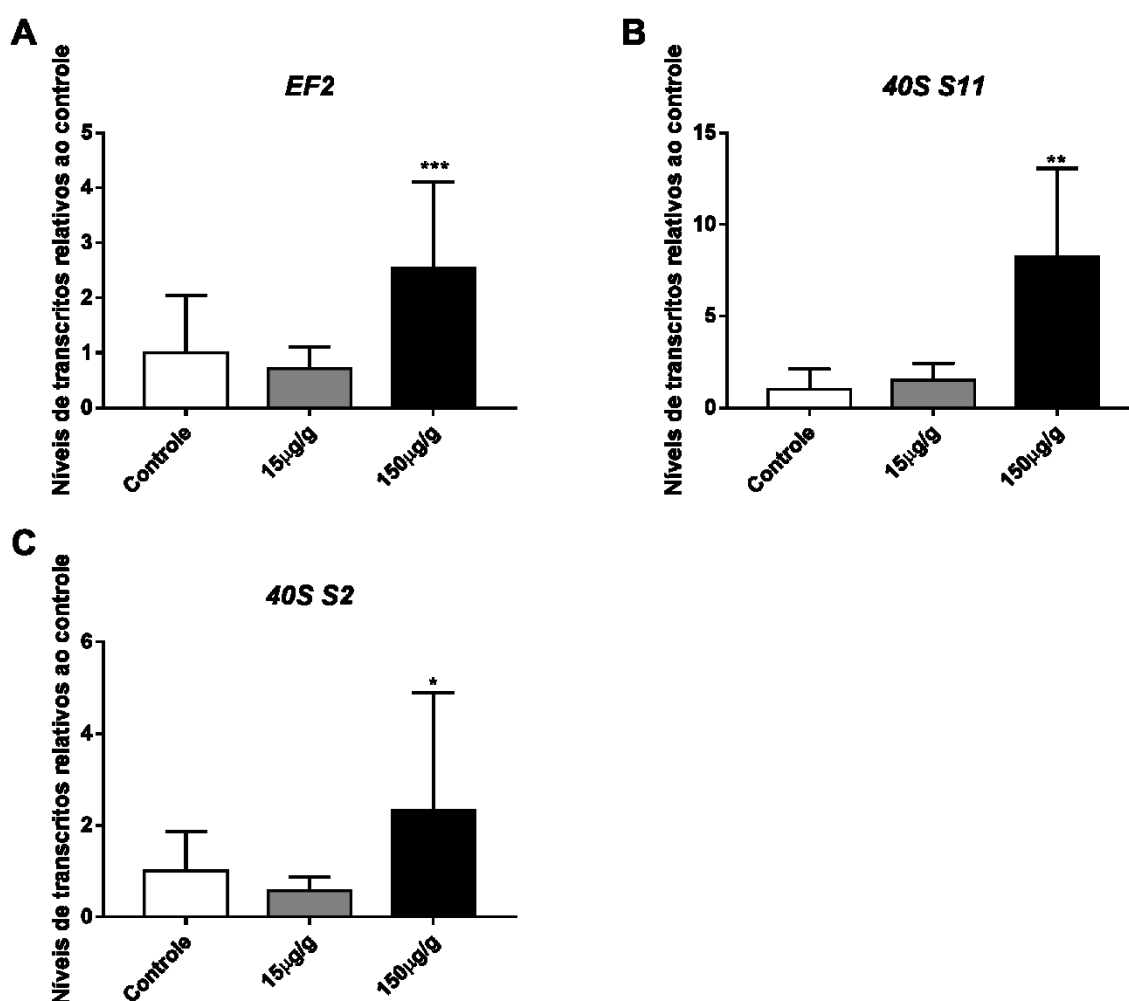 A
EF2
Níveis de transcritos relativos ao controle
5
4
3
2
1
0
***
Controle
15µg/g
150µg/g
B
40S S11
Níveis de transcritos relativos ao controle
15
10
5
0
**
Controle
15µg/g
150µg/g
C
40S S2
Níveis de transcritos relativos ao controle
6
4
2
0
*
Controle
15µg/g
150µg/g